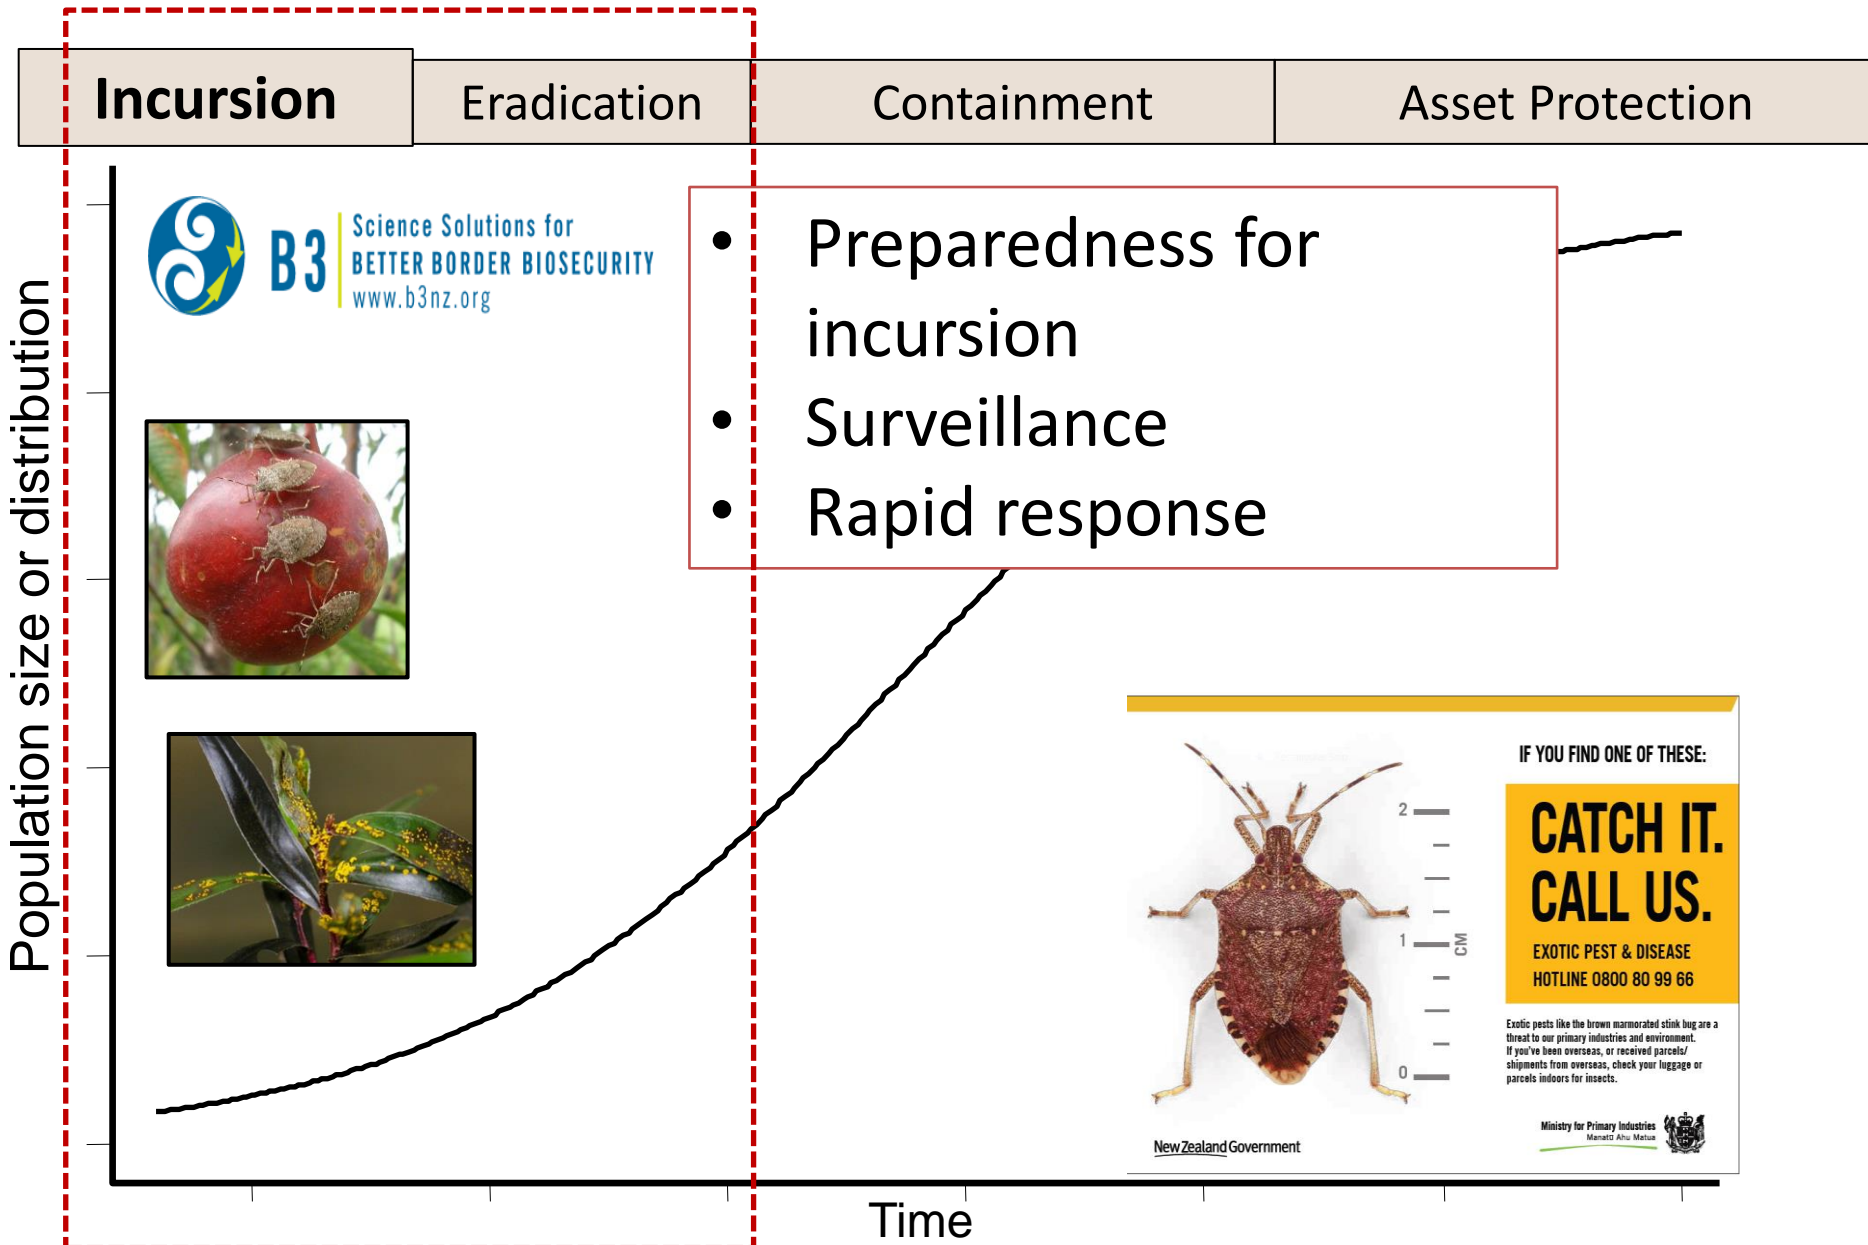 Incursion
Eradication
Containment
Asset Protection
B3
Science Solutions for
BETTER BORDER BIOSECURITY
www.b3nz.org
• Preparedness for
incursion
• Surveillance
• Rapid response
Population size or distribution
Time
IF YOU FIND ONE OF THESE:
CATCH IT.
CALL US.
EXOTIC PEST & DISEASE
HOTLINE 0800 80 99 66
Exotic pests like the brown marmorated stink bug are a
threat to our primary industries and environment.
If you've been overseas, or received parcels/
shipments from overseas, check your luggage or
parcels indoors for insects.
2
1
0
CM
New Zealand Government
Ministry for Primary Industries
Manatū Ahu Matua